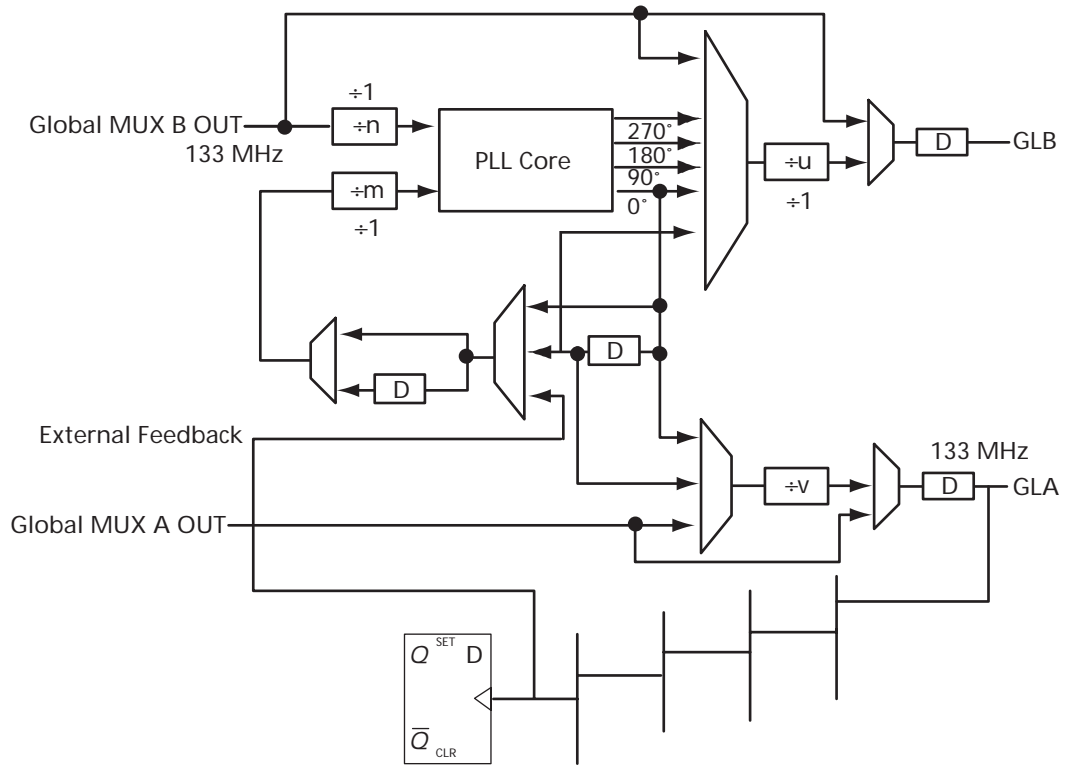 ÷1
Global MUX B OUT
÷n
133 MHz
PLL Core
270˚
180˚
90˚
0˚
÷m
÷1
÷u
÷1
D
GLB
D
D
External Feedback
133 MHz
÷v
D
GLA
Global MUX A OUT
Q SET D
Q̅ CLR